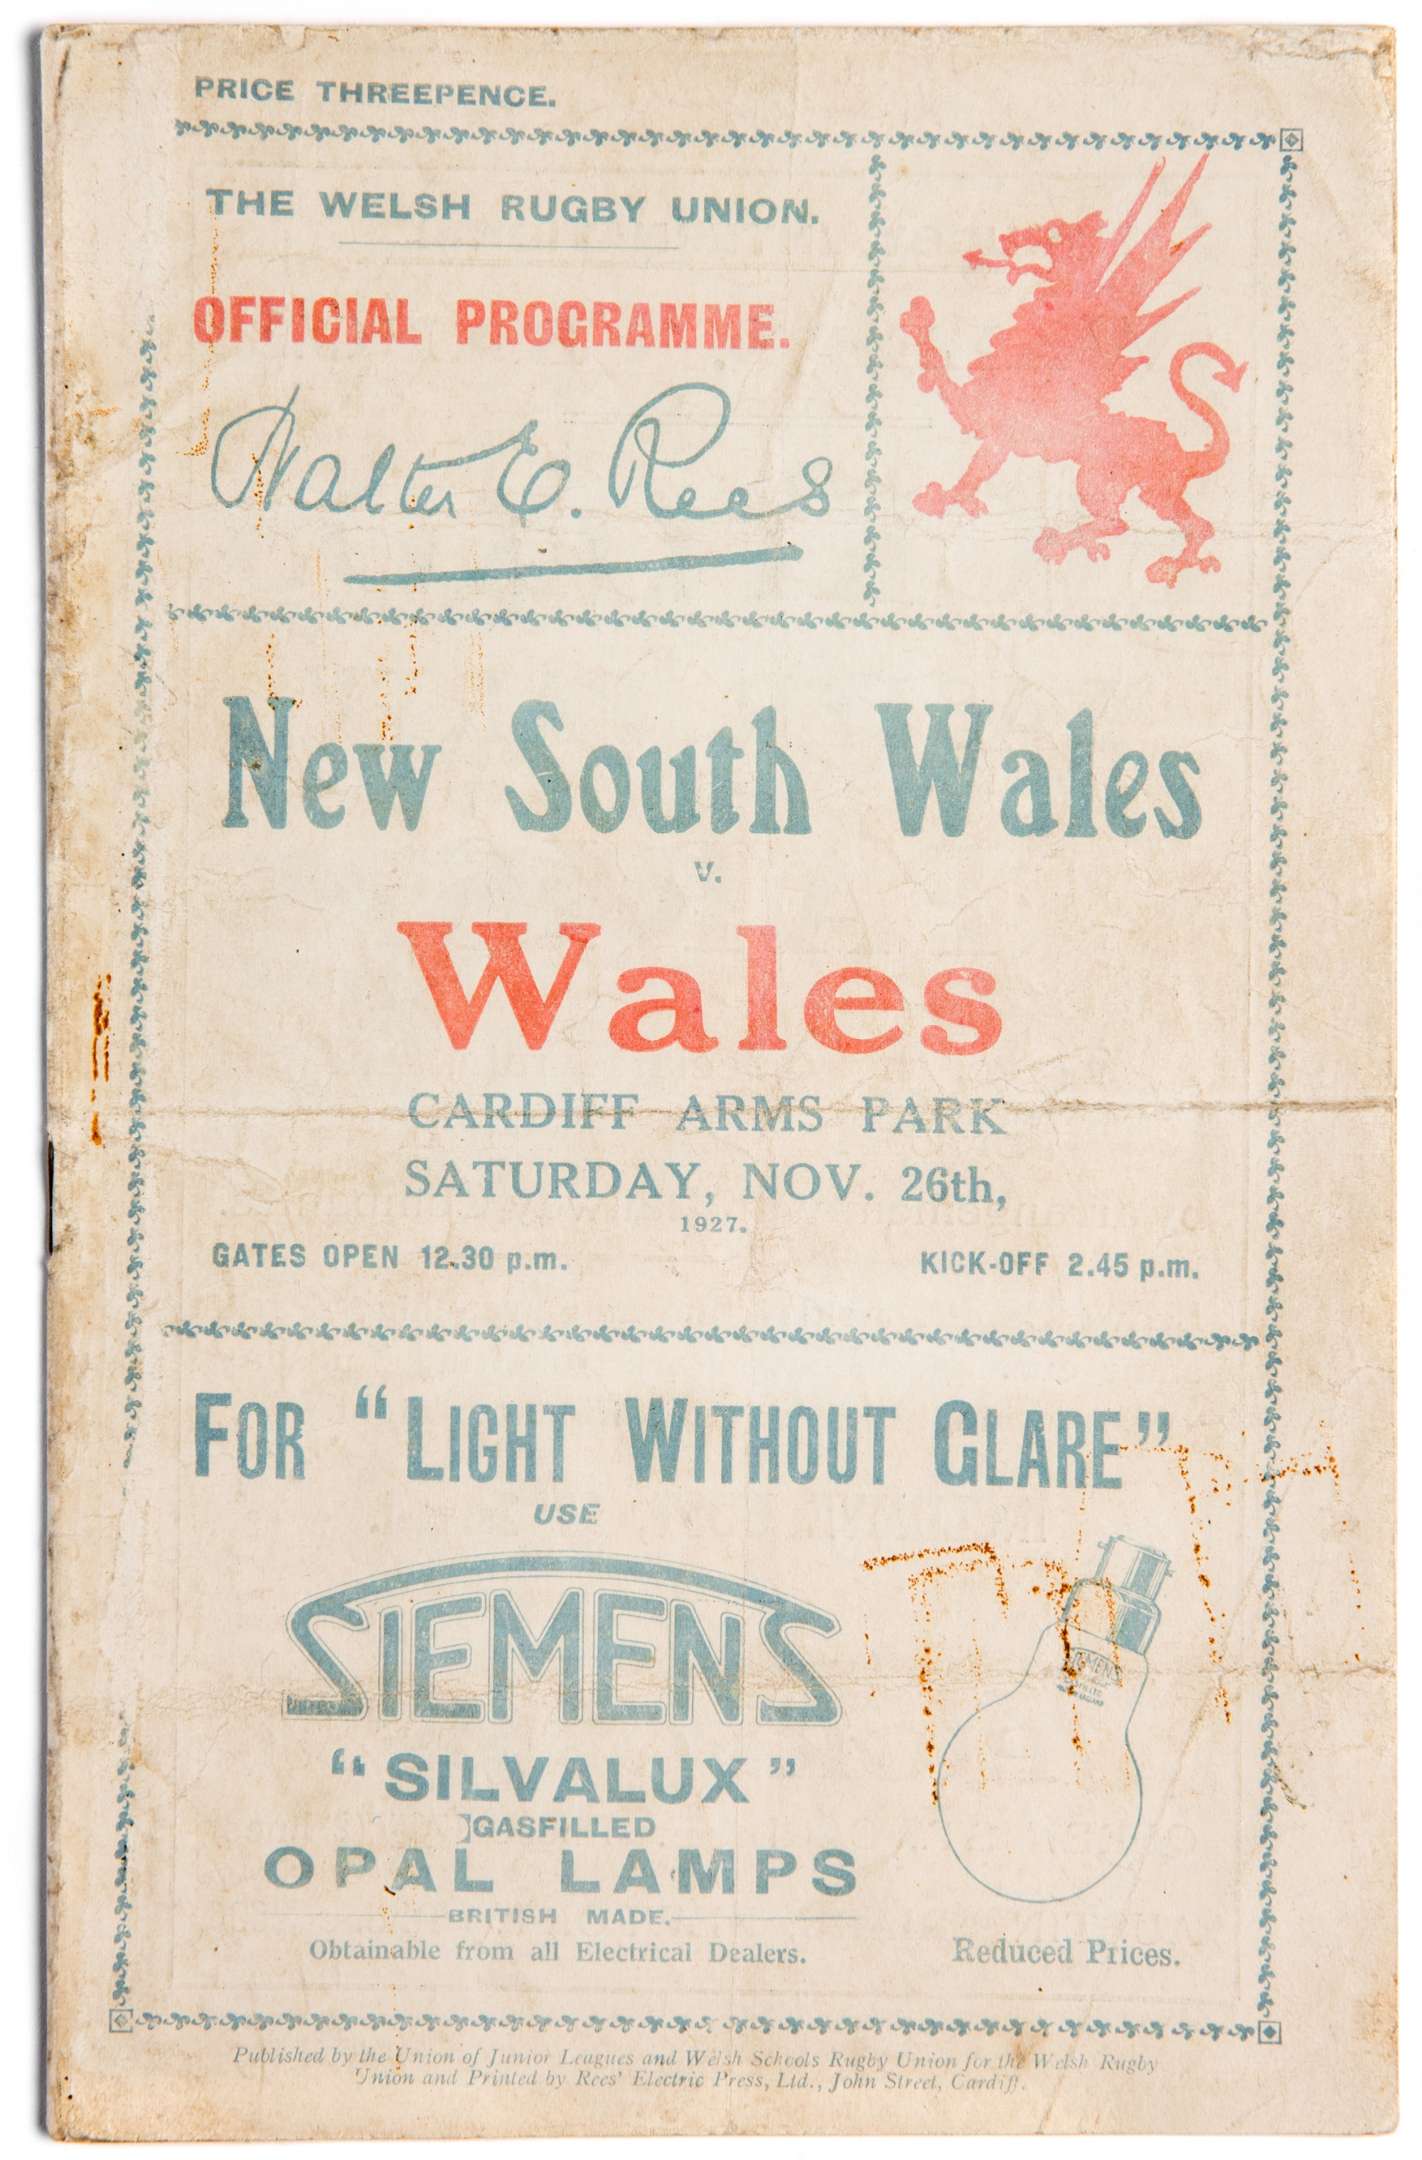 PRICE THREEPENCE.
THE WELSH RUGBY UNION.
OFFICIAL PROGRAMME.
Walter E. Rees
New South Wales
v.
Wales
CARDIFF ARMS PARK
SATURDAY, NOV. 26th,
1927.
GATES OPEN 12.30 p.m. KICK-OFF 2.45 p.m.
FOR "LIGHT WITHOUT GLARE"
USE
SIEMENS
SIEMENS
"SILVALUX"
GASFILLED
OPAL LAMPS
BRITISH MADE.
Obtainable from all Electrical Dealers. Reduced Prices.
Published by the Union of Junior Leagues and Welsh Schools Rugby Union for the Welsh Rugby
Union and Printed by Rees' Electric Press, Ltd., John Street, Cardiff.